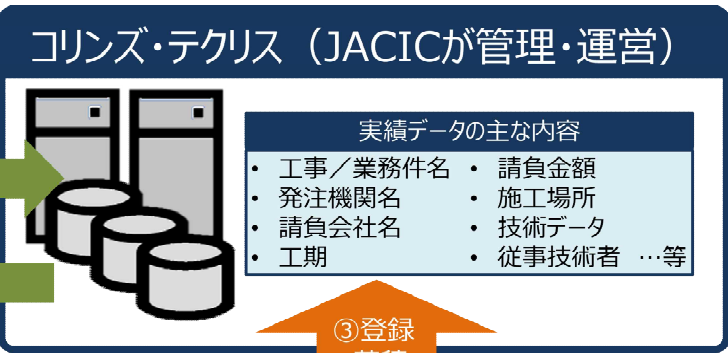 コリンズ・テクリス（JACICが管理・運営）
実績データの主な内容
・ 工事／業務件名
・ 発注機関名
・ 請負会社名
・ 工期
・ 請負金額
・ 施工場所
・ 技術データ
・ 従事技術者 …等
③登録